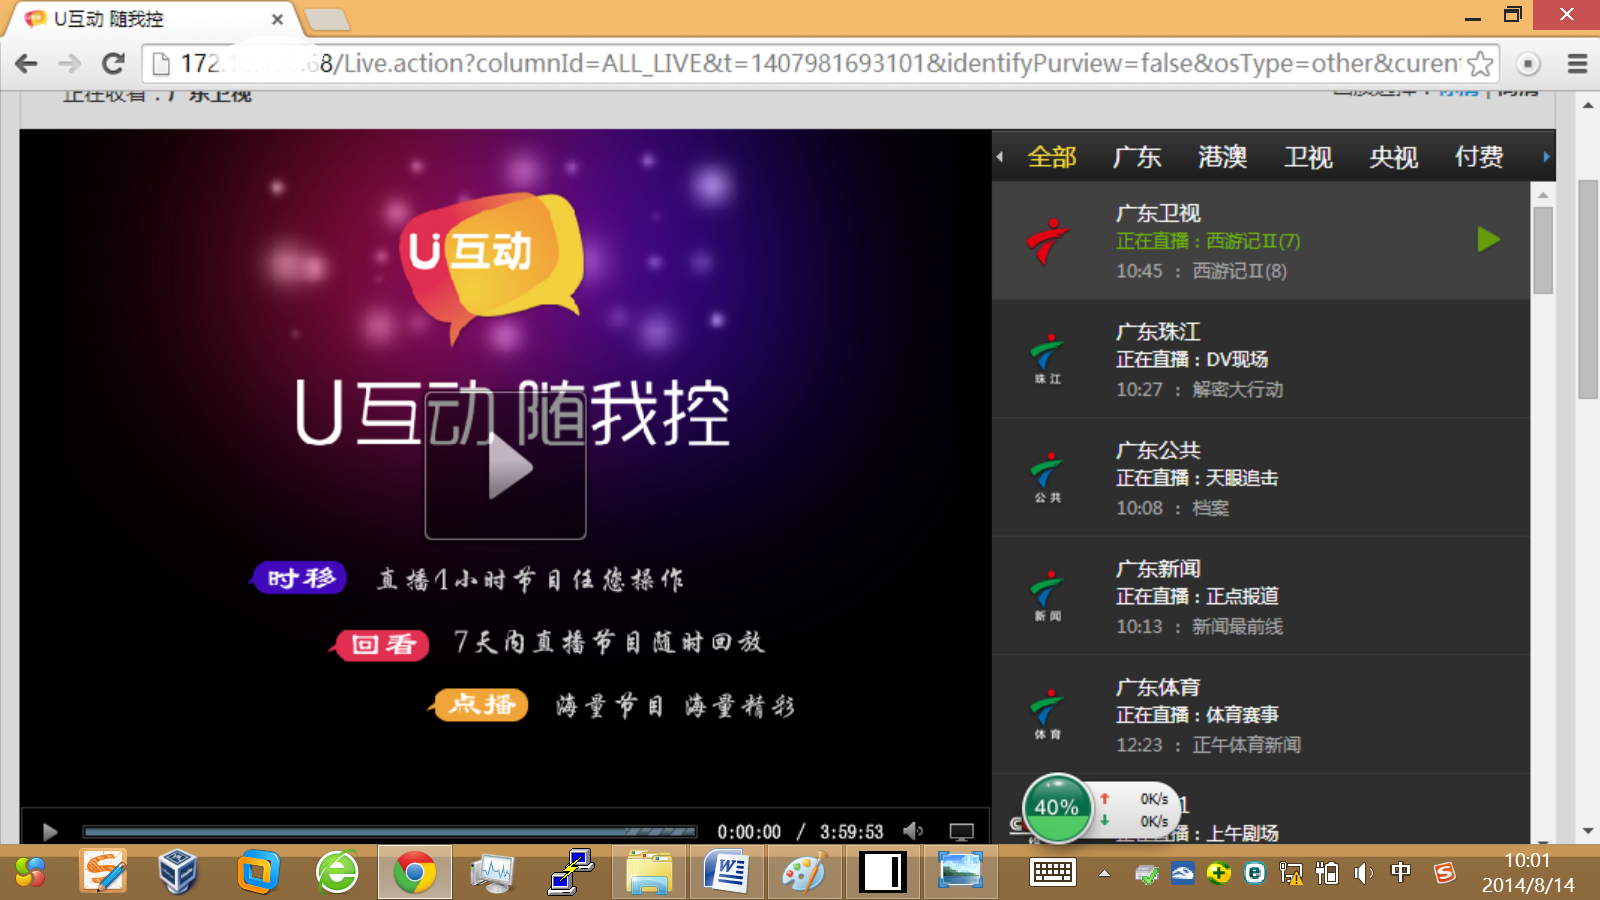 U互动 随我控
/Live.action?columnId=ALL_LIVE&t=1407981693101&identifyPurview=false&osType=other&curent
正在收看：广东卫视
U互动
U互动 随我控
时移 直播1小时节目任您操作
回看 7天内直播节目随时回放
点播 海量节目 海量精彩
0:00:00 / 3:59:53
全部 广东 港澳 卫视 央视 付费
广东卫视
正在直播：西游记Ⅱ(7)
10:45 ： 西游记Ⅱ(8)
珠江
广东珠江
正在直播：DV现场
10:27 ： 解密大行动
公共
广东公共
正在直播：天眼追击
10:08 ： 档案
新闻
广东新闻
正在直播：正点报道
10:13 ： 新闻最前线
体育
广东体育
正在直播：体育赛事
12:23 ： 正午体育新闻
40%
0K/s
0K/s
直播：上午剧场
中
10:01
2014/8/14